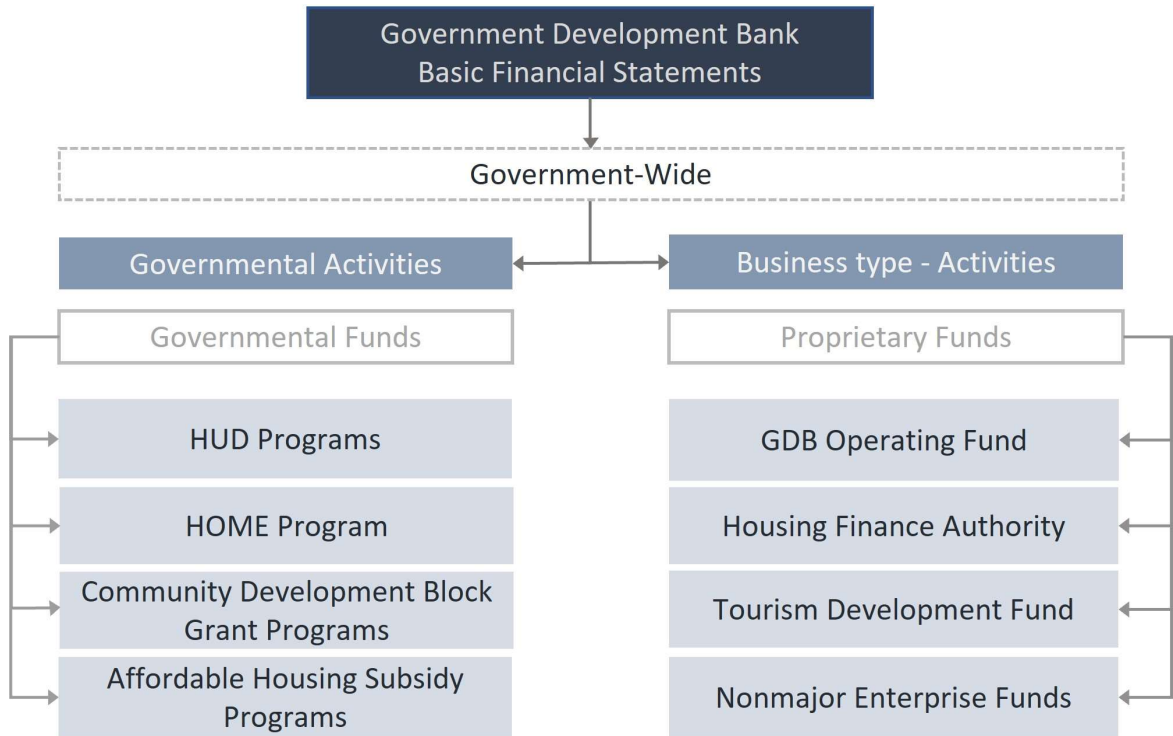 Government Development Bank
Basic Financial Statements
Government-Wide
Governmental Activities
Business type - Activities
Governmental Funds
Proprietary Funds
HUD Programs
GDB Operating Fund
HOME Program
Housing Finance Authority
Community Development Block
Grant Programs
Tourism Development Fund
Affordable Housing Subsidy
Programs
Nonmajor Enterprise Funds